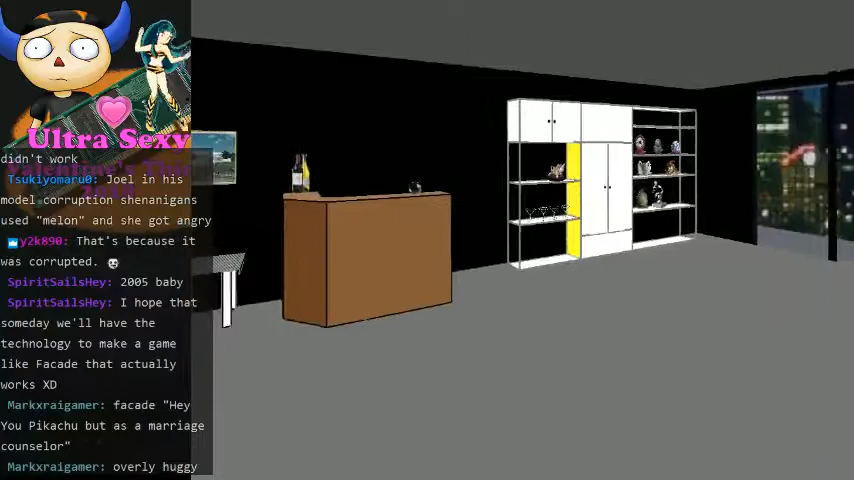 Ultra Sexy
Valentine's Thing
didn't work
Tsukiyomaru0: Joel in his
model corruption shenanigans
used "melon" and she got angry
y2k890: That's because it
was corrupted.
SpiritSailsHey: 2005 baby
SpiritSailsHey: I hope that
someday we'll have the
technology to make a game
like Facade that actually
works XD
Markxraigamer: facade "Hey
You Pikachu but as a marriage
counselor"
Markxraigamer: overly huggy